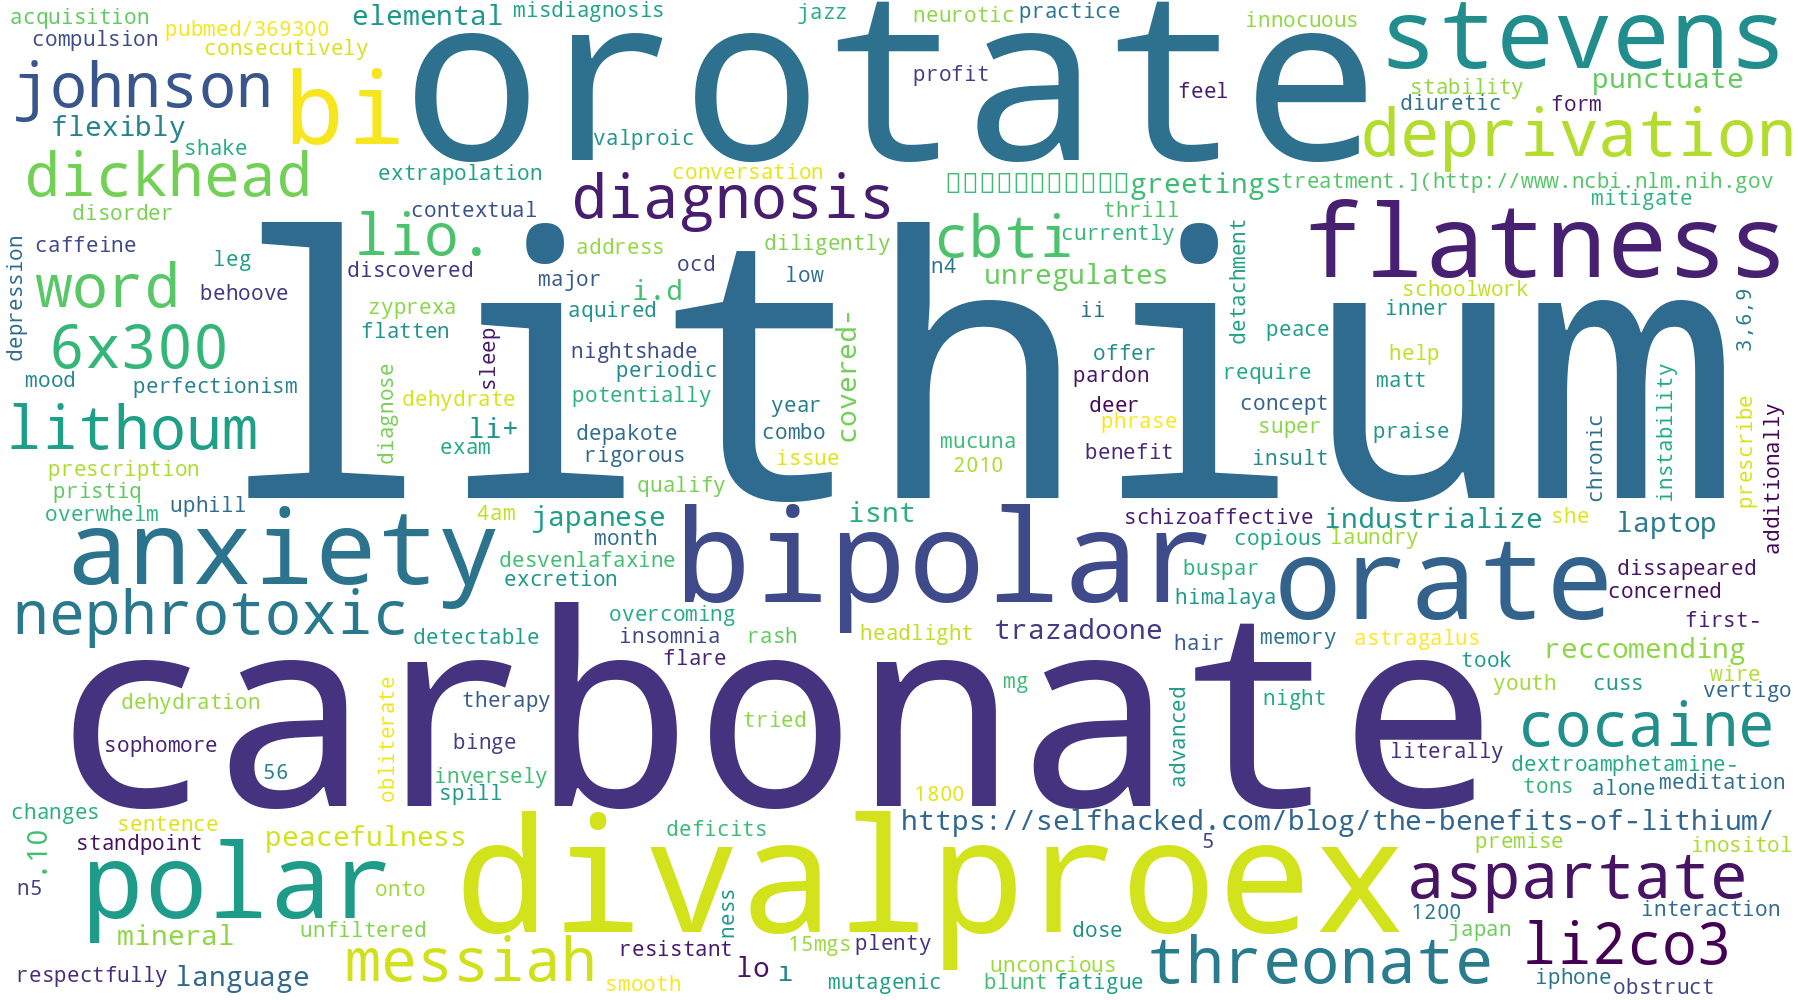 acquisition
pubmed/369300
elemental
misdiagnosis
jazz
neurotic
practice
innocuous
stevens
compulsion
consecutively
orotate
johnson
bi
profit
feel
stability
punctuate
diuretic
form
flexibly
valproic
deprivation
shake
dickhead
extrapolation
conversation
diagnosis
greetings
treatment.](http://www.ncbi.nlm.nih.gov
mitigate
disorder
contextual
thrill
flatness
lio.
cbti
currently
caffeine
address
diligently
detachment
depression
leg
discovered
major
ocd
low
n4
unregulates
word
behoove
i.d
schoolwork
zyprexa
aquired
ii
inner
3,6,9
lithium
6x300
flatten
sleep
nightshade
covered-
offer
peace
help
mood
perfectionism
periodic
pardon
require
matt
diagnose
dehydrate
potentially
year
deer
concept
instability
prescribe
lithoum
li+
depakote
combo
phrase
super
praise
additionally
exam
rigorous
issue
mucuna
benefit
insult
chronic
prescription
2010
pristiq
qualify
uphill
overwhelm
4am
japanese
isnt
schizoaffective
industrialize
she
laptop
anxiety
month
bipolar
copious
laundry
desvenlafaxine
orate
excretion
buspar
dissapeared
nephrotoxic
himalaya
concerned
overcoming
first-
detectable
insomnia
rash
headlight
trazadoone
hair
memory
astragalus
carbonate
flare
took
reccomending
mg
youth
cuss
wire
dehydration
obliterate
therapy
night
vertigo
tried
advanced
cocaine
sophomore
binge
literally
56
inversely
dextroamphetamine-
spill
1800
tons
alone
meditation
changes
sentence
https://selfhacked.com/blog/the-benefits-of-lithium/
.10
standpoint
peacefulness
deficits
5
premise
inositol
polar
divalproex
aspartate
n5
onto
ness
1200
interaction
mineral
unfiltered
dose
japan
messiah
resistant
15mgs
plenty
threonate
li2co3
respectfully
language
lo
ı
unconcious
smooth
mutagenic
blunt
fatigue
iphone
obstruct